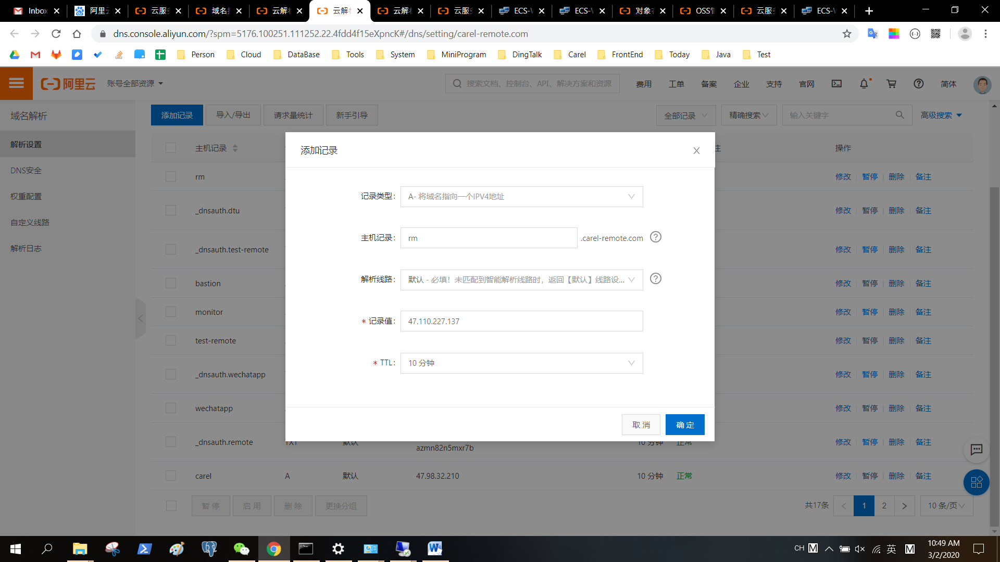 Inbox
阿里云
云服务
域名
云解析
云解析
云解析
云服务
ECS-V
ECS-V
对象存
OSS管
云服务
ECS-V
dns.console.aliyun.com/?spm=5176.100251.111252.22.4fdd4f15eXpncK#/dns/setting/carel-remote.com
Person Cloud DataBase Tools System MiniProgram DingTalk Carel FrontEnd Today Java Test
阿里云 账号全部资源 搜索文档、控制台、API、解决方案和资源 费用 工单 备案 企业 支持 官网 简体
域名解析
解析设置
DNS安全
权重配置
自定义线路
解析日志
添加记录 导入/导出 请求量统计 新手引导 全部记录 精确搜索 输入关键字 高级搜索
主机记录 注 操作
rm 修改 暂停 删除 备注
_dnsauth.dtu 修改 暂停 删除 备注
_dnsauth.test-remote 修改 暂停 删除 备注
bastion 修改 暂停 删除 备注
monitor 修改 暂停 删除 备注
test-remote 修改 暂停 删除 备注
_dnsauth.wechatapp 修改 暂停 删除 备注
wechatapp 修改 暂停 删除 备注
_dnsauth.remote TXT 默认 azmn82n5mxr7b 10 分钟 正常 修改 暂停 删除 备注
carel A 默认 47.98.32.210 10 分钟 正常 修改 暂停 删除 备注
暂 停 启 用 删 除 更换分组 共17条 1 2 10 条/页
添加记录
记录类型: A- 将域名指向一个IPV4地址
主机记录: rm .carel-remote.com
解析线路: 默认 - 必填！未匹配到智能解析线路时，返回【默认】线路设...
* 记录值: 47.110.227.137
* TTL: 10 分钟
取 消 确 定
CH M 英 M
10:49 AM
3/2/2020